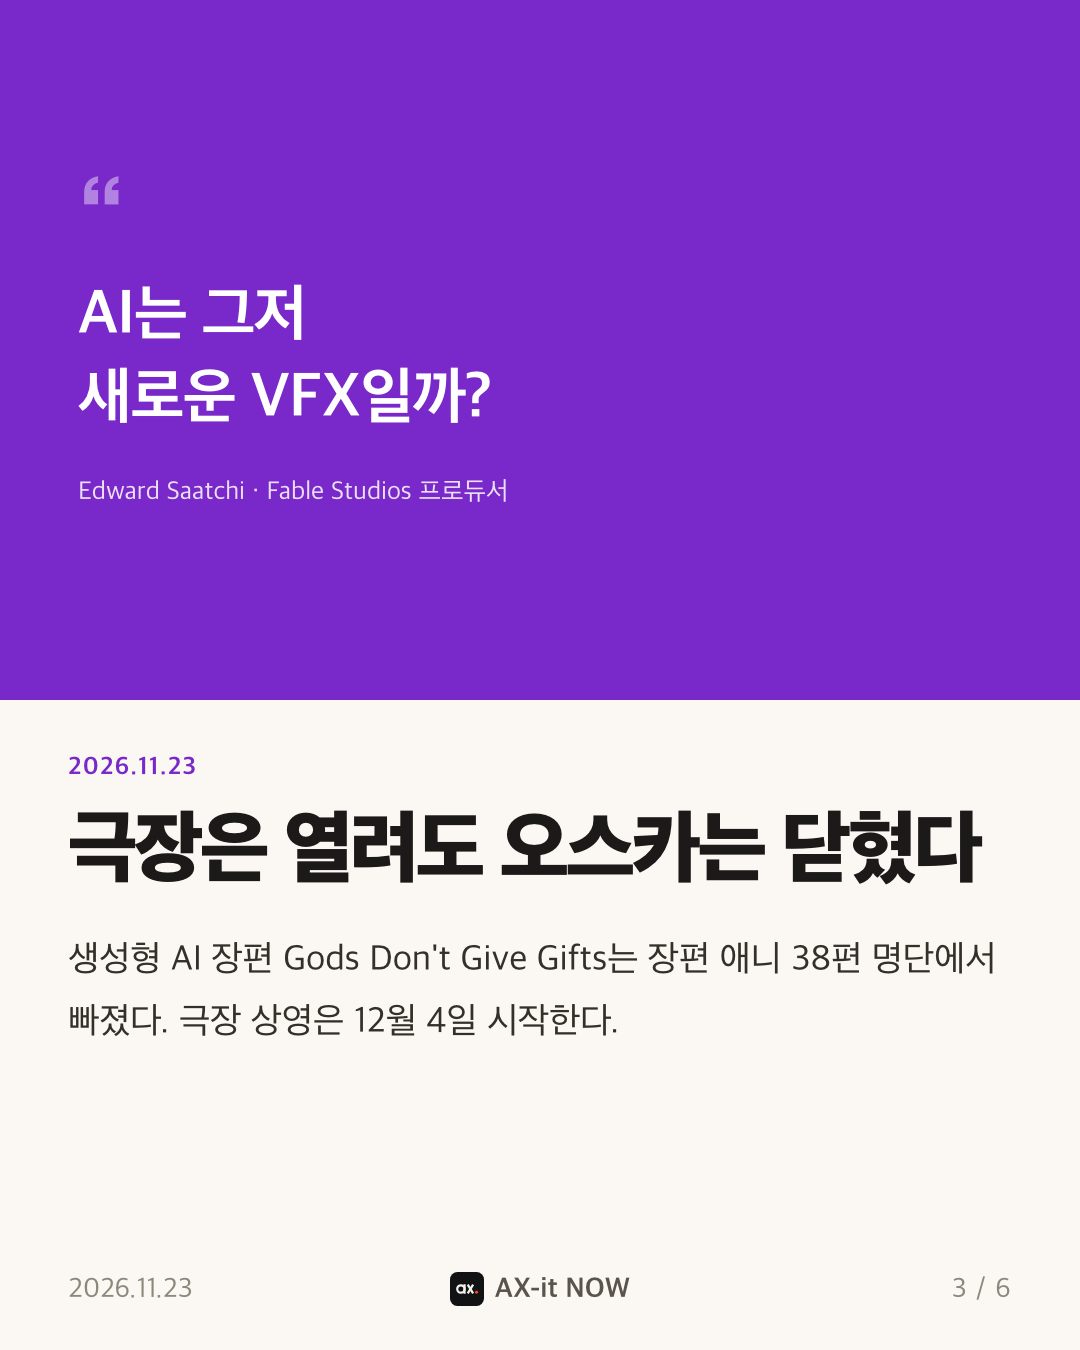 “
AI는 그저
새로운 VFX일까?
Edward Saatchi · Fable Studios 프로듀서
2026.11.23
극장은 열려도 오스카는 닫혔다
생성형 AI 장편 Gods Don't Give Gifts는 장편 애니 38편 명단에서
빠졌다. 극장 상영은 12월 4일 시작한다.
2026.11.23
ax. AX-it NOW
3 / 6